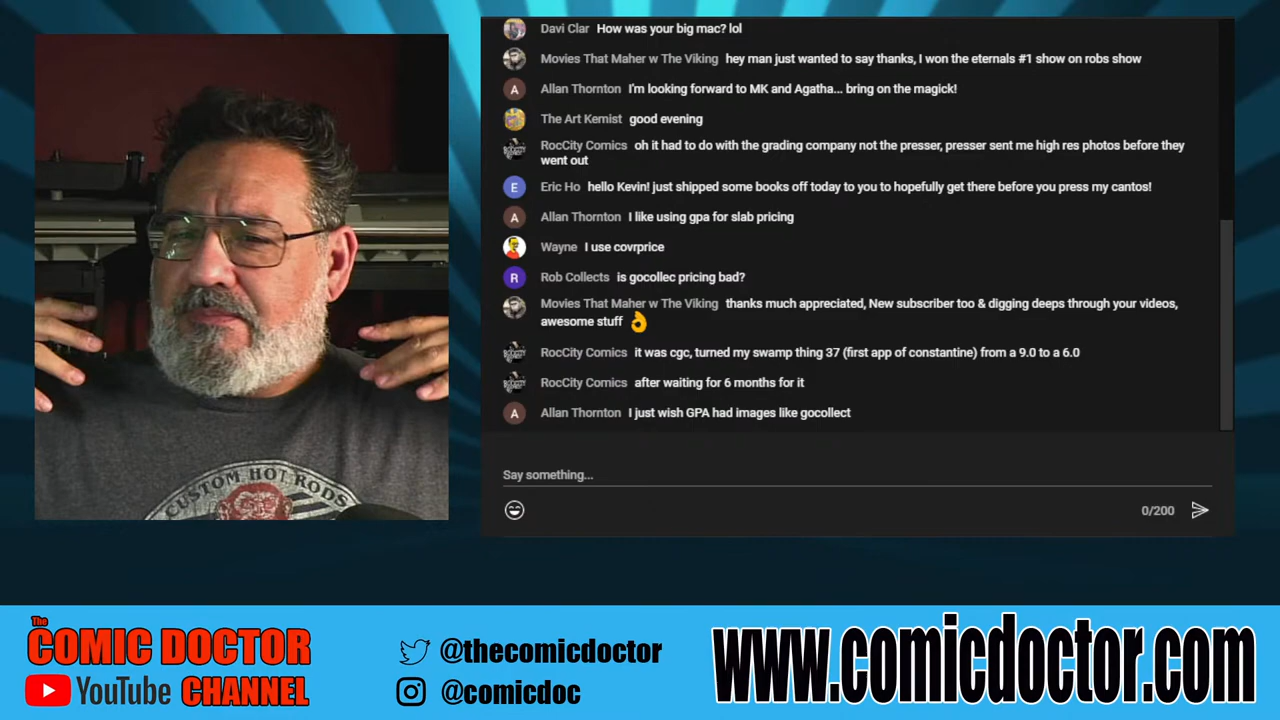 Davi Clar How was your big mac? lol
Movies That Maher w The Viking hey man just wanted to say thanks, I won the eternals #1 show on robs show
A Allan Thornton I'm looking forward to MK and Agatha... bring on the magick!
The Art Kemist good evening
RocCity Comics oh it had to do with the grading company not the presser, presser sent me high res photos before they
went out
E Eric Ho hello Kevin! just shipped some books off today to you to hopefully get there before you press my cantos!
A Allan Thornton I like using gpa for slab pricing
Wayne I use covrprice
R Rob Collects is gocollec pricing bad?
Movies That Maher w The Viking thanks much appreciated, New subscriber too & digging deeps through your videos,
awesome stuff 👌
RocCity Comics it was cgc, turned my swamp thing 37 (first app of constantine) from a 9.0 to a 6.0
RocCity Comics after waiting for 6 months for it
A Allan Thornton I just wish GPA had images like gocollect
Say something...
0/200
CUSTOM HOT RODS
The
COMIC DOCTOR
YouTube CHANNEL
@thecomicdoctor
@comicdoc
www.comicdoctor.com